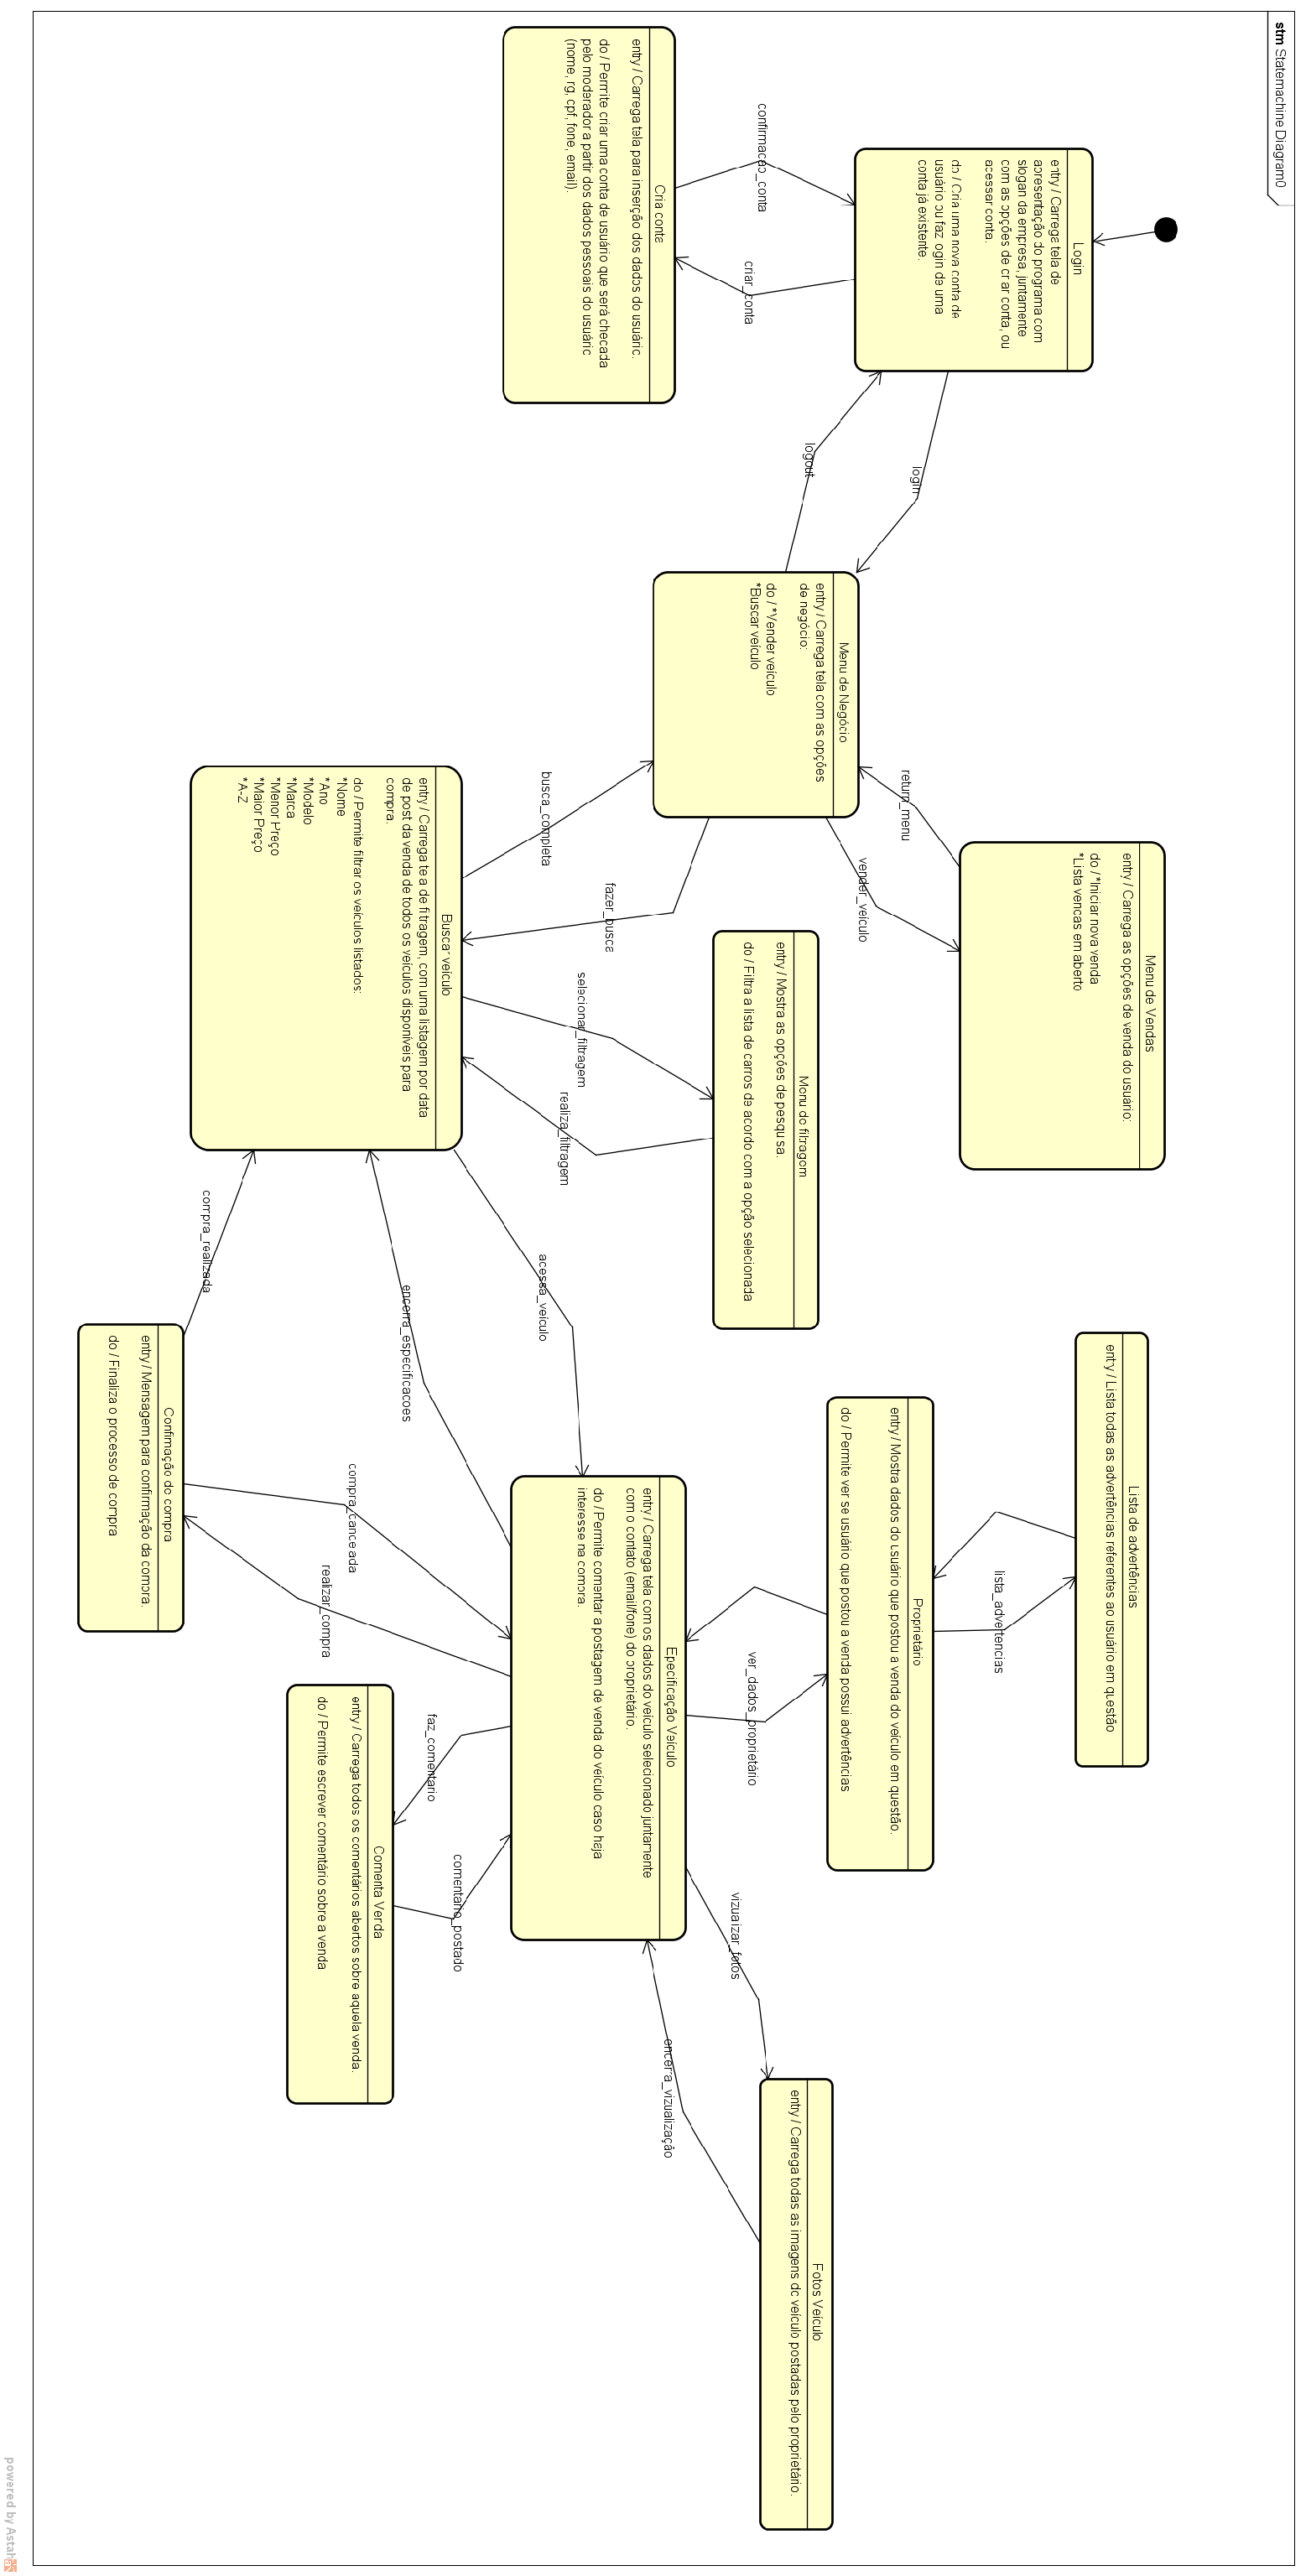 stm Statemachine Diagram0
Login
entry / Carrega tela de
apresentação do programa com
slogan da empresa, juntamente
com as opções de criar conta, ou
acessar conta.
do / Cria uma nova conta de
usuário ou faz login de uma
conta já existente.
confirmacao_conta
criar_conta
Cria conta
entry / Carrega tela para inserção dos dados do usuário.
do / Permite criar uma conta de usuário que será checada
pelo moderador a partir dos dados pessoais do usuário
(nome, rg, cpf, fone, email).
login
logout
Menu de Negócio
entry / Carrega tela com as opções
de negócio:
do / *Vender veículo
*Buscar veículo
return_menu
vender_veículo
Menu de Vendas
entry / Carrega as opções de venda do usuário:
do / *Iniciar nova venda
*Lista vendas em aberto
busca_completa
fazer_busca
Busca veículo
entry / Carrega tela de filtragem, com uma listagem por data
de post da venda de todos os veículos disponíveis para
compra.
do / Permite filtrar os veículos listados:
*Nome
*Ano
*Modelo
*Marca
*Menor Preço
*Maior Preço
*A-Z
selecionar_filtragem
realiza_filtragem
Menu de filtragem
entry / Mostra as opções de pesquisa.
do / Filtra a lista de carros de acordo com a opção selecionada
acessa_veículo
encerra_especificacoes
compra_realizada
Confimação de compra
entry / Mensagem para confirmação da compra.
do / Finaliza o processo de compra
compra_cancelada
realizar_compra
Lista de advertências
entry / Lista todas as advertências referentes ao usuário em questão
lista_advertencias
Proprietário
entry / Mostra dados do usuário que postou a venda do veículo em questão.
do / Permite ver se usuário que postou a venda possui advertências
ver_dados_proprietário
Epecificação Veículo
entry / Carrega tela com os dados do veículo selecionado juntamente
com o contato (email/fone) do proprietário.
do / Permite comentar a postagem de venda do veículo caso haja
interesse na compra.
faz_comentario
comentario_postado
Comenta Venda
entry / Carrega todos os comentários abertos sobre aquela venda.
do / Permite escrever comentário sobre a venda
vizualizar_fotos
encerra_vizualização
Fotos Veículo
entry / Carrega todas as imagens do veículo postadas pelo proprietário.
powered by Astah